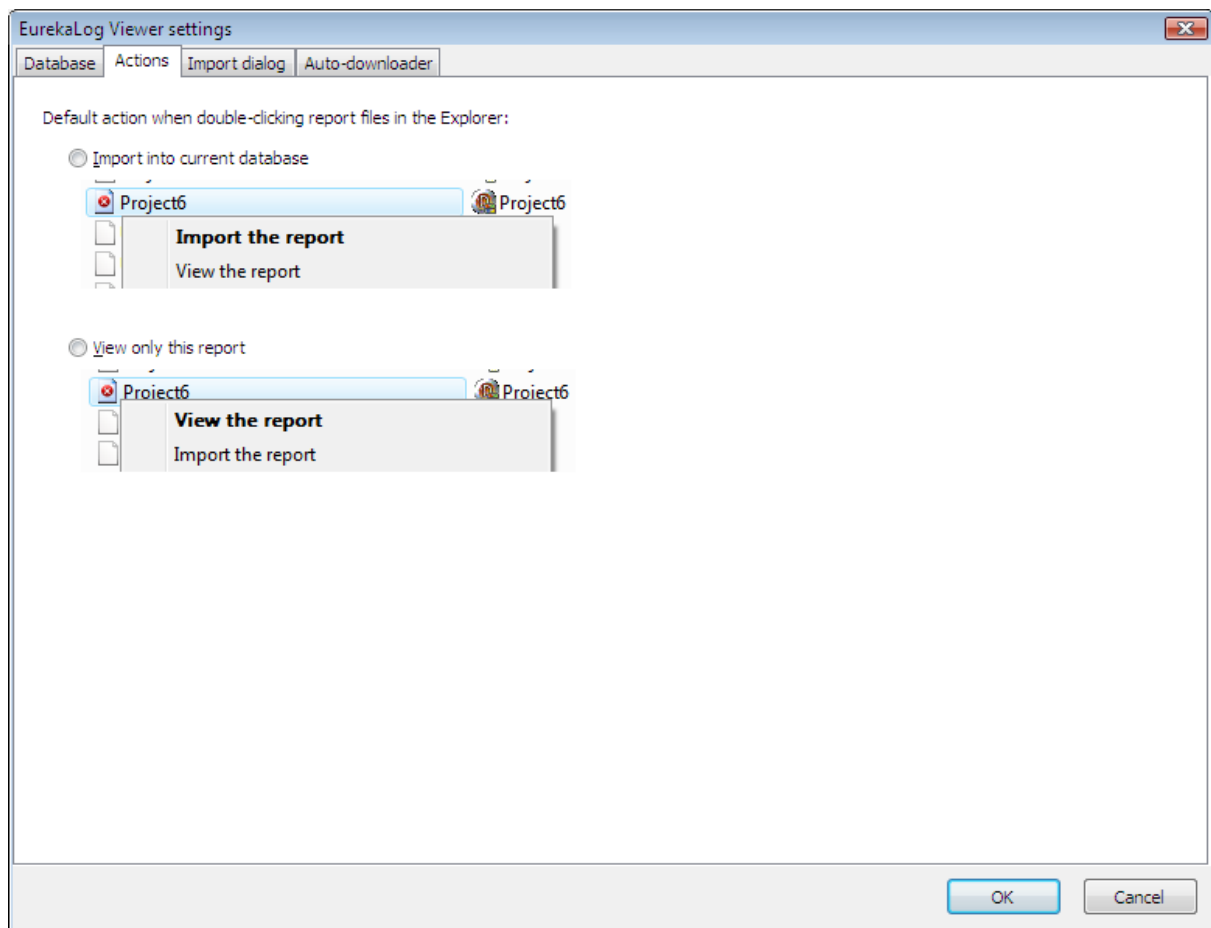 EurekaLog Viewer settings
Database Actions Import dialog Auto-downloader
Default action when double-clicking report files in the Explorer:
Import into current database
Project6 Project6
Import the report
View the report
View only this report
Project6 Project6
View the report
Import the report
OK Cancel